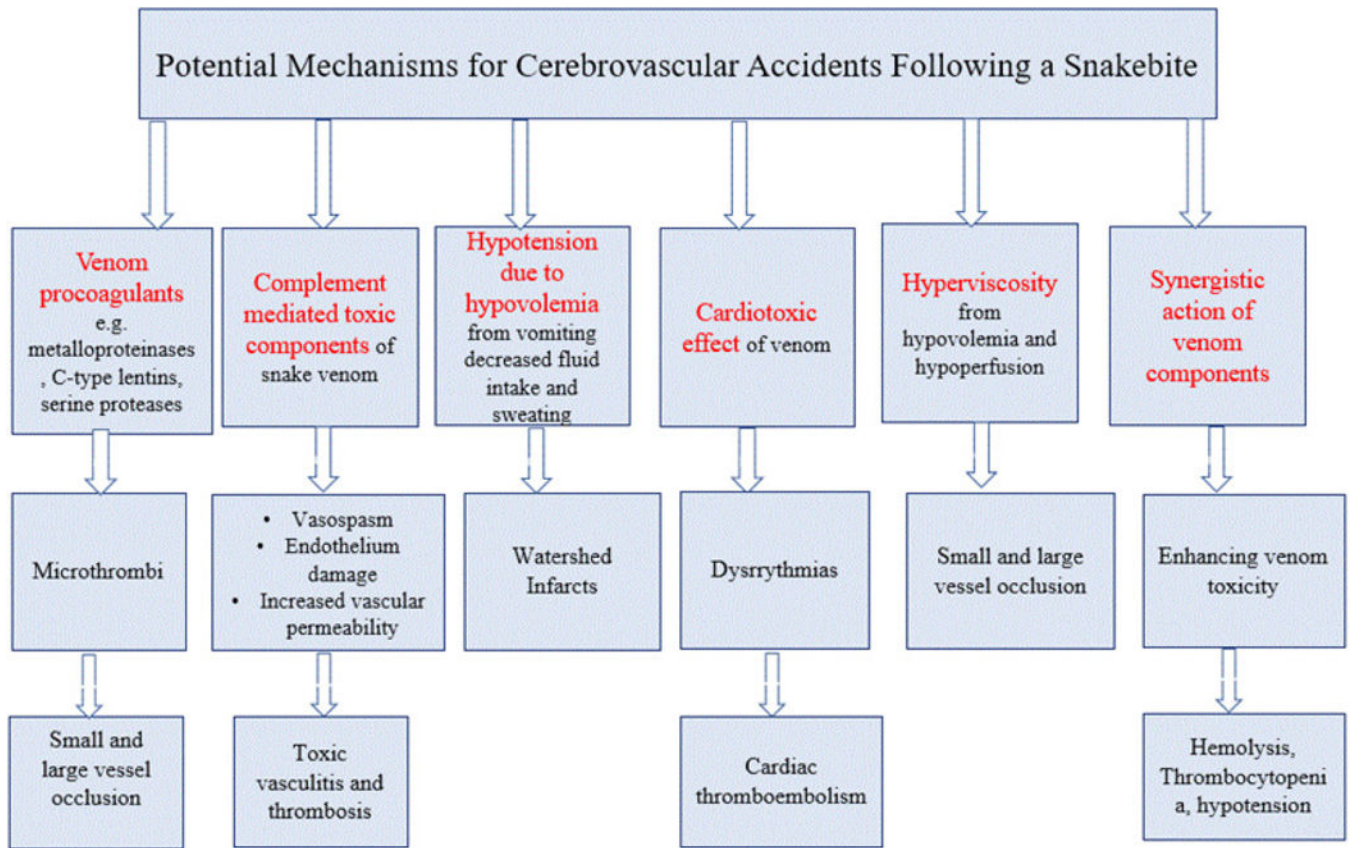 Potential Mechanisms for Cerebrovascular Accidents Following a Snakebite
Venom
procoagulants
e.g.
metalloproteinases
, C-type lentins,
serine proteases
Complement
mediated toxic
components of
snake venom
Hypotension
due to
hypovolemia
from vomiting
decreased fluid
intake and
sweating
Cardiotoxic
effect of venom
Hyperviscosity
from
hypovolemia and
hypoperfusion
Synergistic
action of
venom
components
Microthrombi
• Vasospasm
• Endothelium
damage
• Increased vascular
permeability
Watershed
Infarcts
Dysrrythmias
Small and large
vessel occlusion
Enhancing venom
toxicity
Small and
large vessel
occlusion
Toxic
vasculitis and
thrombosis
Cardiac
thromboembolism
Hemolysis,
Thrombocytopeni
a, hypotension